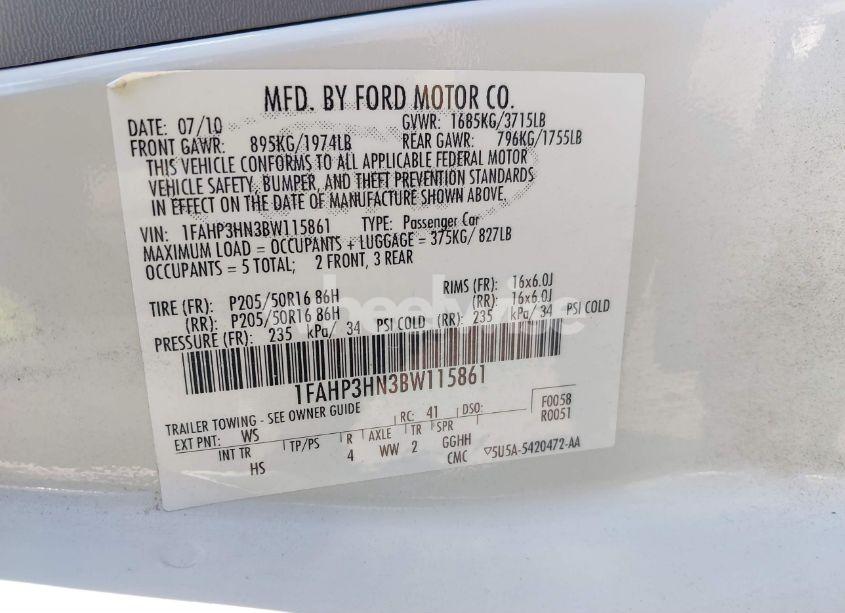 MFD. BY FORD MOTOR CO.
DATE: 07/10 GVWR: 1685KG/3715LB
FRONT GAWR: 895KG/1974LB REAR GAWR: 796KG/1755LB
THIS VEHICLE CONFORMS TO ALL APPLICABLE FEDERAL MOTOR
VEHICLE SAFETY, BUMPER, AND THEFT PREVENTION STANDARDS
IN EFFECT ON THE DATE OF MANUFACTURE SHOWN ABOVE.
VIN: 1FAHP3HN3BW115861 TYPE: Passenger Car
MAXIMUM LOAD = OCCUPANTS + LUGGAGE = 375KG/ 827LB
OCCUPANTS = 5 TOTAL; 2 FRONT, 3 REAR
TIRE (FR): P205/50R16 86H RIMS (FR): 16x6.0J
(RR): P205/50R16 86H (RR): 16x6.0J
PRESSURE (FR): 235 kPa/ 34 PSI COLD (RR): 235 kPa/ 34 PSI COLD
wheelwise
1FAHP3HN3BW115861
TRAILER TOWING - SEE OWNER GUIDE RC: 41 DSO: F0058
R0051
EXT PNT: WS TP/PS R AXLE TR SPR
INT TR 4 WW 2 GGHH
HS CMC ▽5U5A-5420472-AA